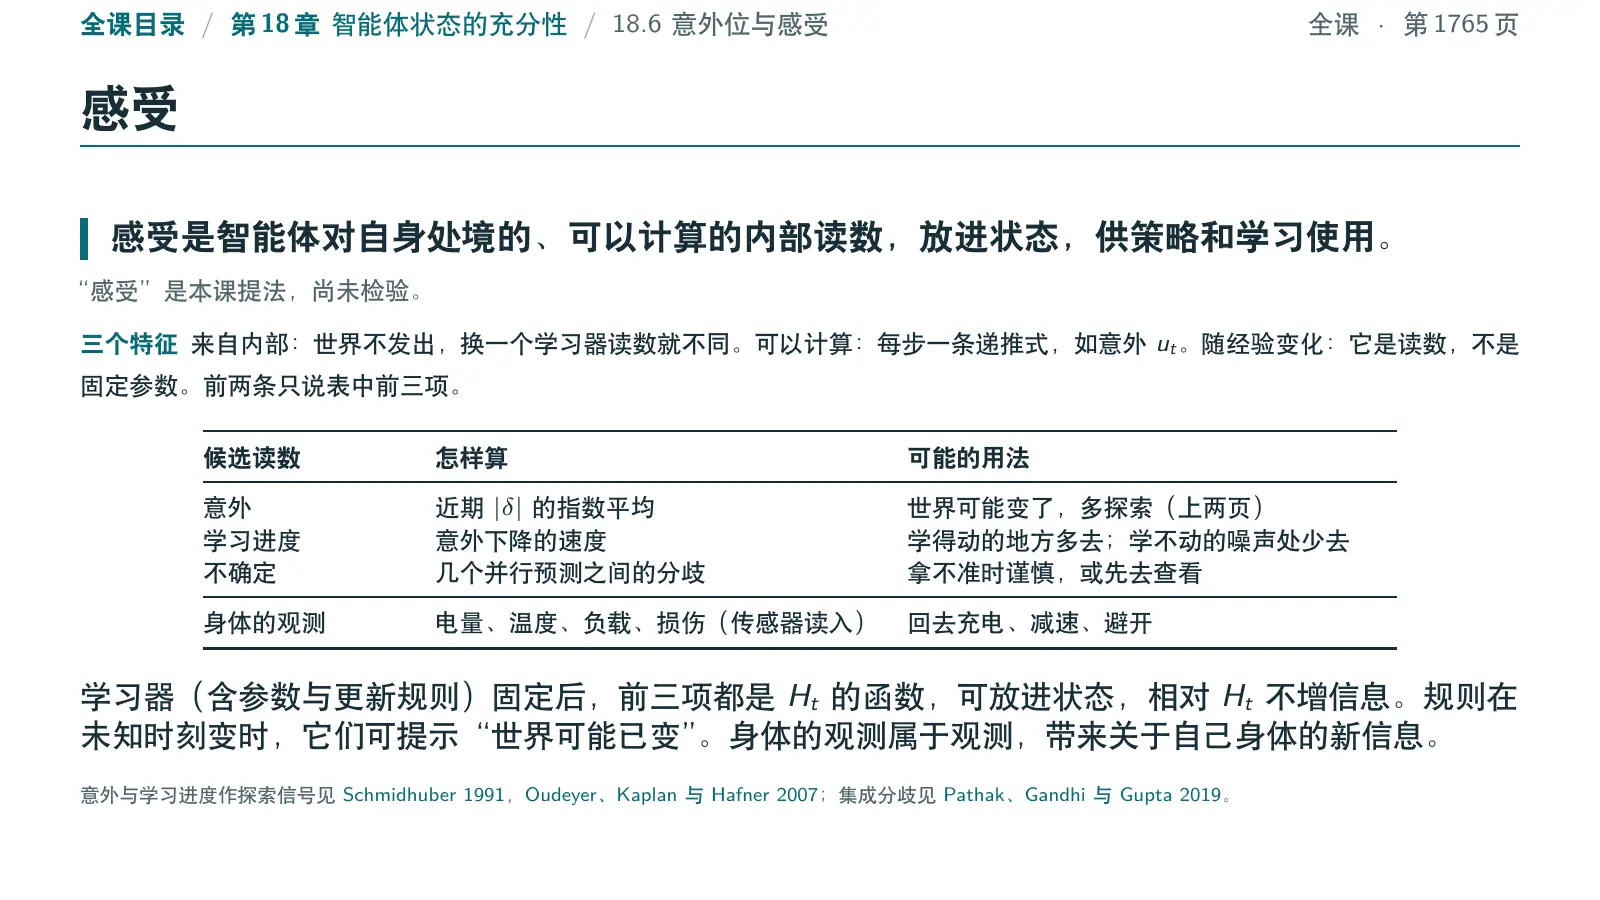 全课目录 / 第 18 章 智能体状态的充分性 / 18.6 意外位与感受 全课 · 第 1765 页
感受
感受是智能体对自身处境的、可以计算的内部读数，放进状态，供策略和学习使用。
“感受”是本课提法，尚未检验。
三个特征 来自内部：世界不发出，换一个学习器读数就不同。可以计算：每步一条递推式，如意外 u_t。随经验变化：它是读数，不是
固定参数。前两条只说表中前三项。
候选读数 怎样算 可能的用法
意外 近期 |δ| 的指数平均 世界可能变了，多探索（上两页）
学习进度 意外下降的速度 学得动的地方多去；学不动的噪声处少去
不确定 几个并行预测之间的分歧 拿不准时谨慎，或先去查看
身体的观测 电量、温度、负载、损伤（传感器读入） 回去充电、减速、避开
学习器（含参数与更新规则）固定后，前三项都是 H_t 的函数，可放进状态，相对 H_t 不增信息。规则在
未知时刻变时，它们可提示“世界可能已变”。身体的观测属于观测，带来关于自己身体的新信息。
意外与学习进度作探索信号见 Schmidhuber 1991，Oudeyer、Kaplan 与 Hafner 2007；集成分歧见 Pathak、Gandhi 与 Gupta 2019。